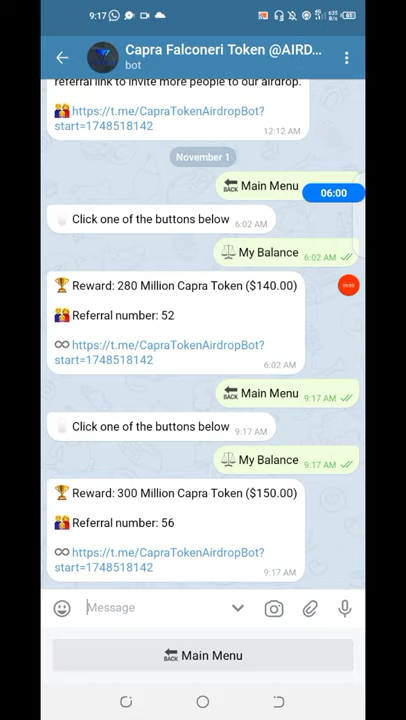 9:17
Capra Falconeri Token @AIRD...
bot
referral link to invite more people to our airdrop.
https://t.me/CapraTokenAirdropBot?
start=1748518142
12:12 AM
November 1
BACK Main Menu
06:00
Click one of the buttons below 6:02 AM
My Balance 6:02 AM
Reward: 280 Million Capra Token ($140.00)
Referral number: 52
https://t.me/CapraTokenAirdropBot?
start=1748518142
6:02 AM
BACK Main Menu 9:17 AM
Click one of the buttons below 9:17 AM
My Balance 9:17 AM
Reward: 300 Million Capra Token ($150.00)
Referral number: 56
https://t.me/CapraTokenAirdropBot?
start=1748518142
9:17 AM
Message
BACK Main Menu